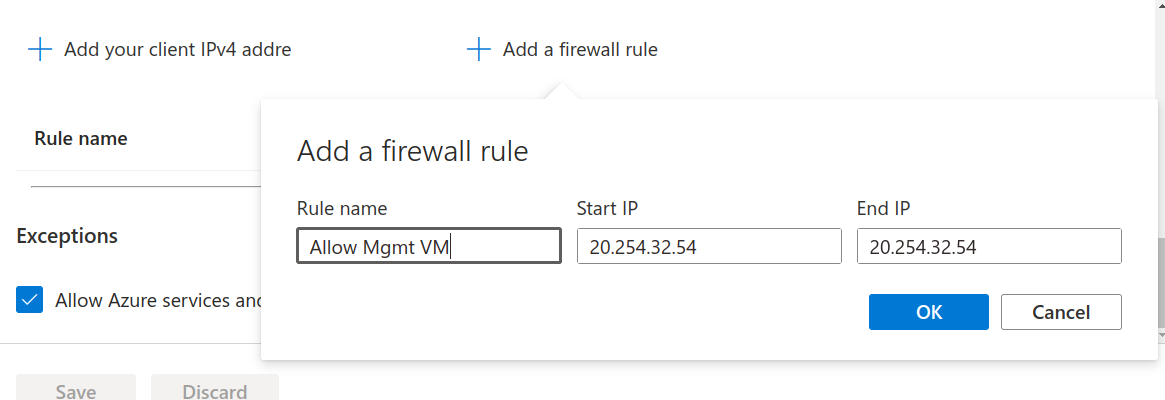 Add your client IPv4 addre
Add a firewall rule
Rule name
Add a firewall rule
Rule name Start IP End IP
Allow Mgmt VM 20.254.32.54 20.254.32.54
OK Cancel
Exceptions
Allow Azure services and
Save Discard